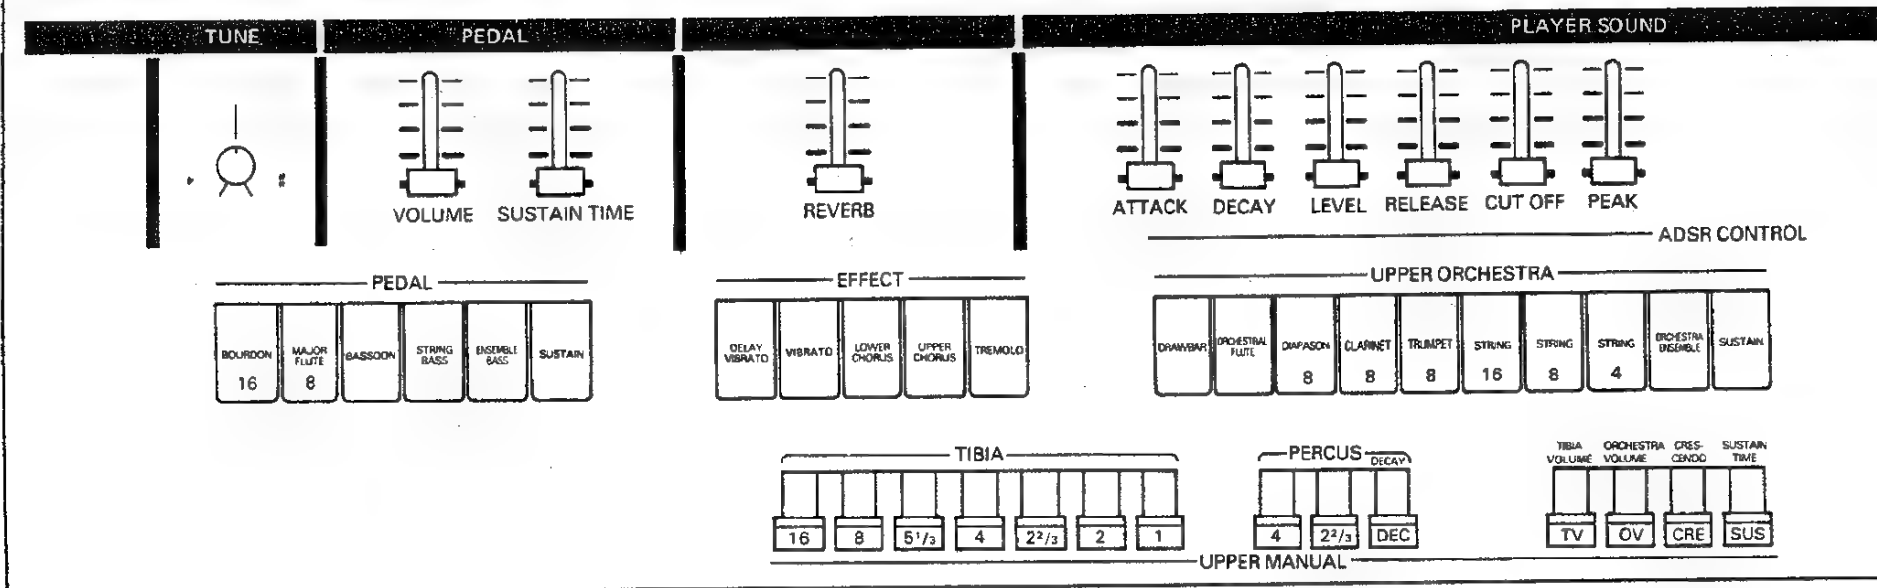 TUNE PEDAL PLAYER SOUND
VOLUME SUSTAIN TIME REVERB ATTACK DECAY LEVEL RELEASE CUT OFF PEAK
ADSR CONTROL
PEDAL EFFECT UPPER ORCHESTRA
BOURDON 16
MAJOR FLUTE 8
BASSOON
STRING BASS
ENSEMBLE BASS
SUSTAIN
DELAY VIBRATO
VIBRATO
LOWER CHORUS
UPPER CHORUS
TREMOLO
DRAWBAR
ORCHESTRAL FLUTE
DIAPASON 8
CLARINET 8
TRUMPET 8
STRING 16
STRING 8
STRING 4
ORCHESTRA ENSEMBLE
SUSTAIN
TIBIA
16 8 5 1/3 4 2 2/3 2 1
PERCUS DECAY
4 2 2/3 DEC
TIBIA VOLUME
ORCHESTRA VOLUME
CRES- CENDO
SUSTAIN TIME
TV OV CRE SUS
UPPER MANUAL